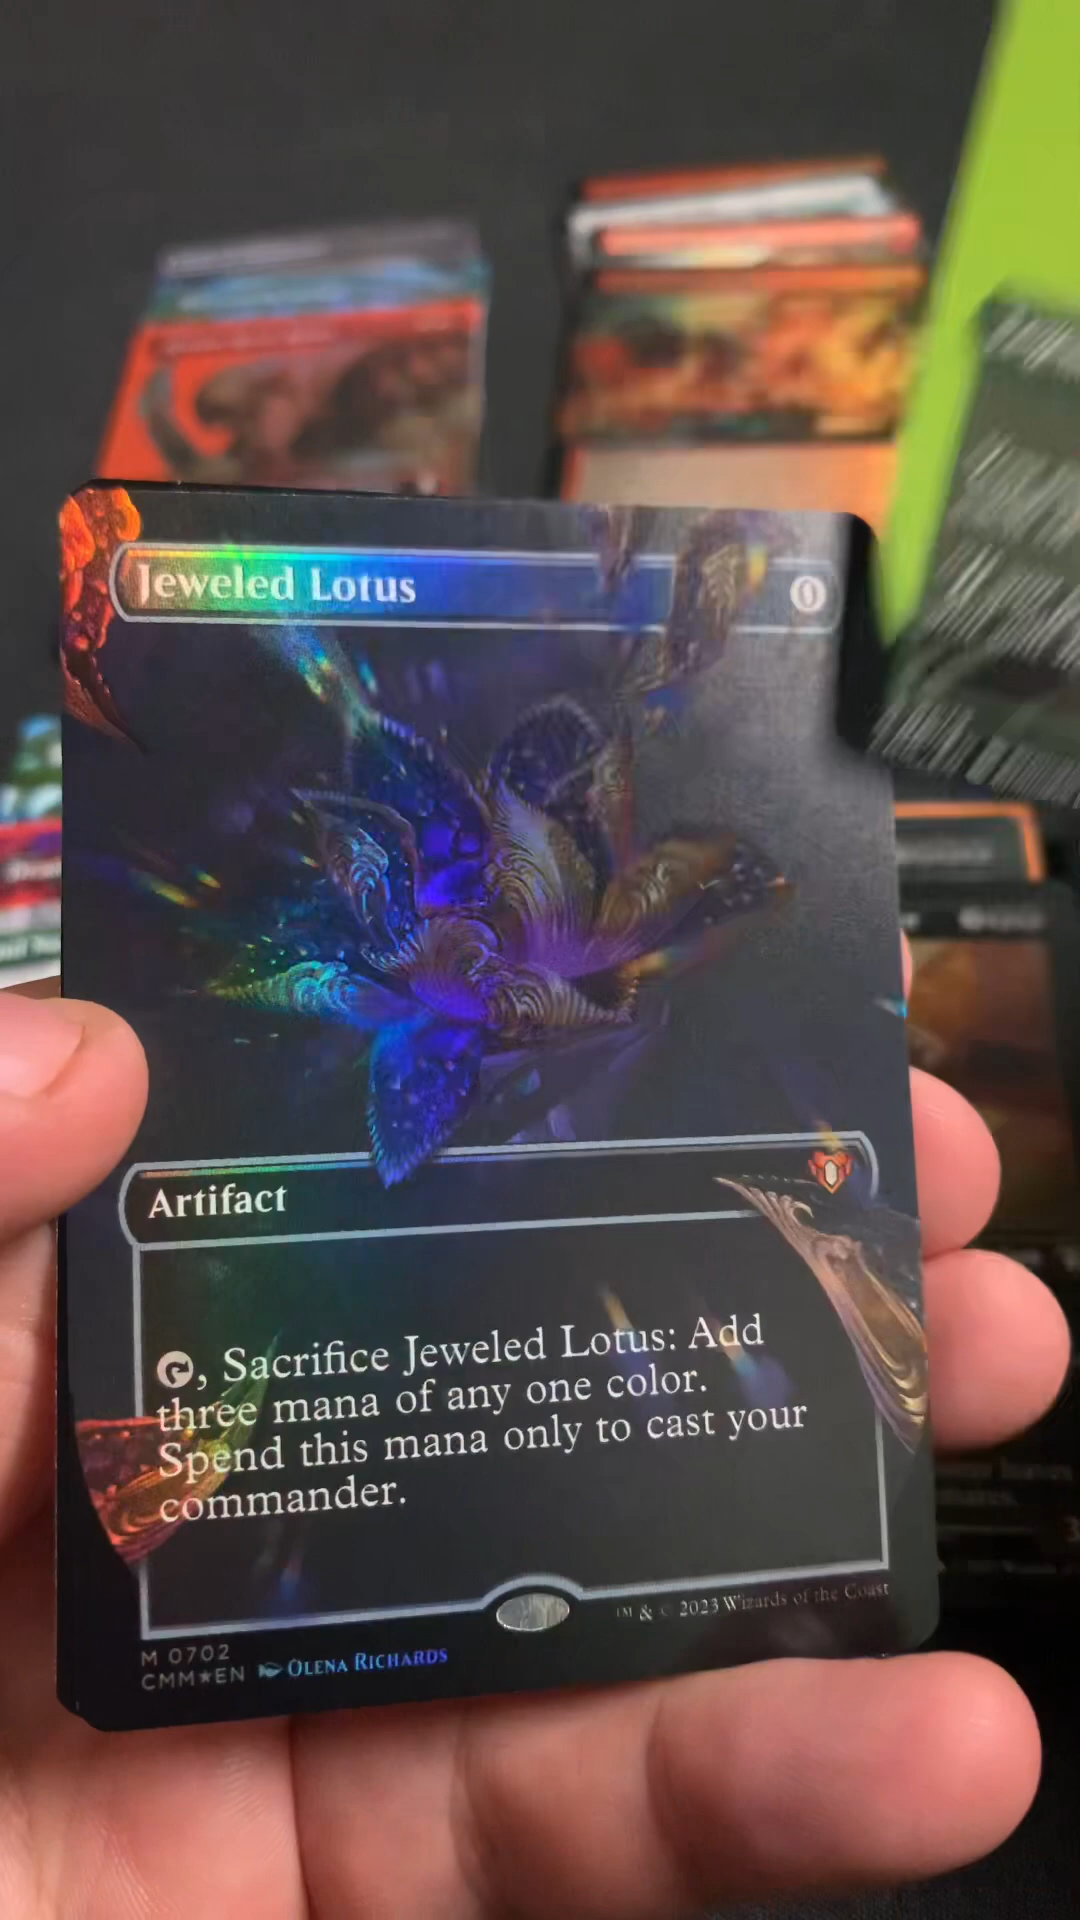 Jeweled Lotus 0
Artifact
, Sacrifice Jeweled Lotus: Add
three mana of any one color.
Spend this mana only to cast your
commander.
™ & © 2023 Wizards of the Coast
M 0702
CMM★EN OLENA RICHARDS